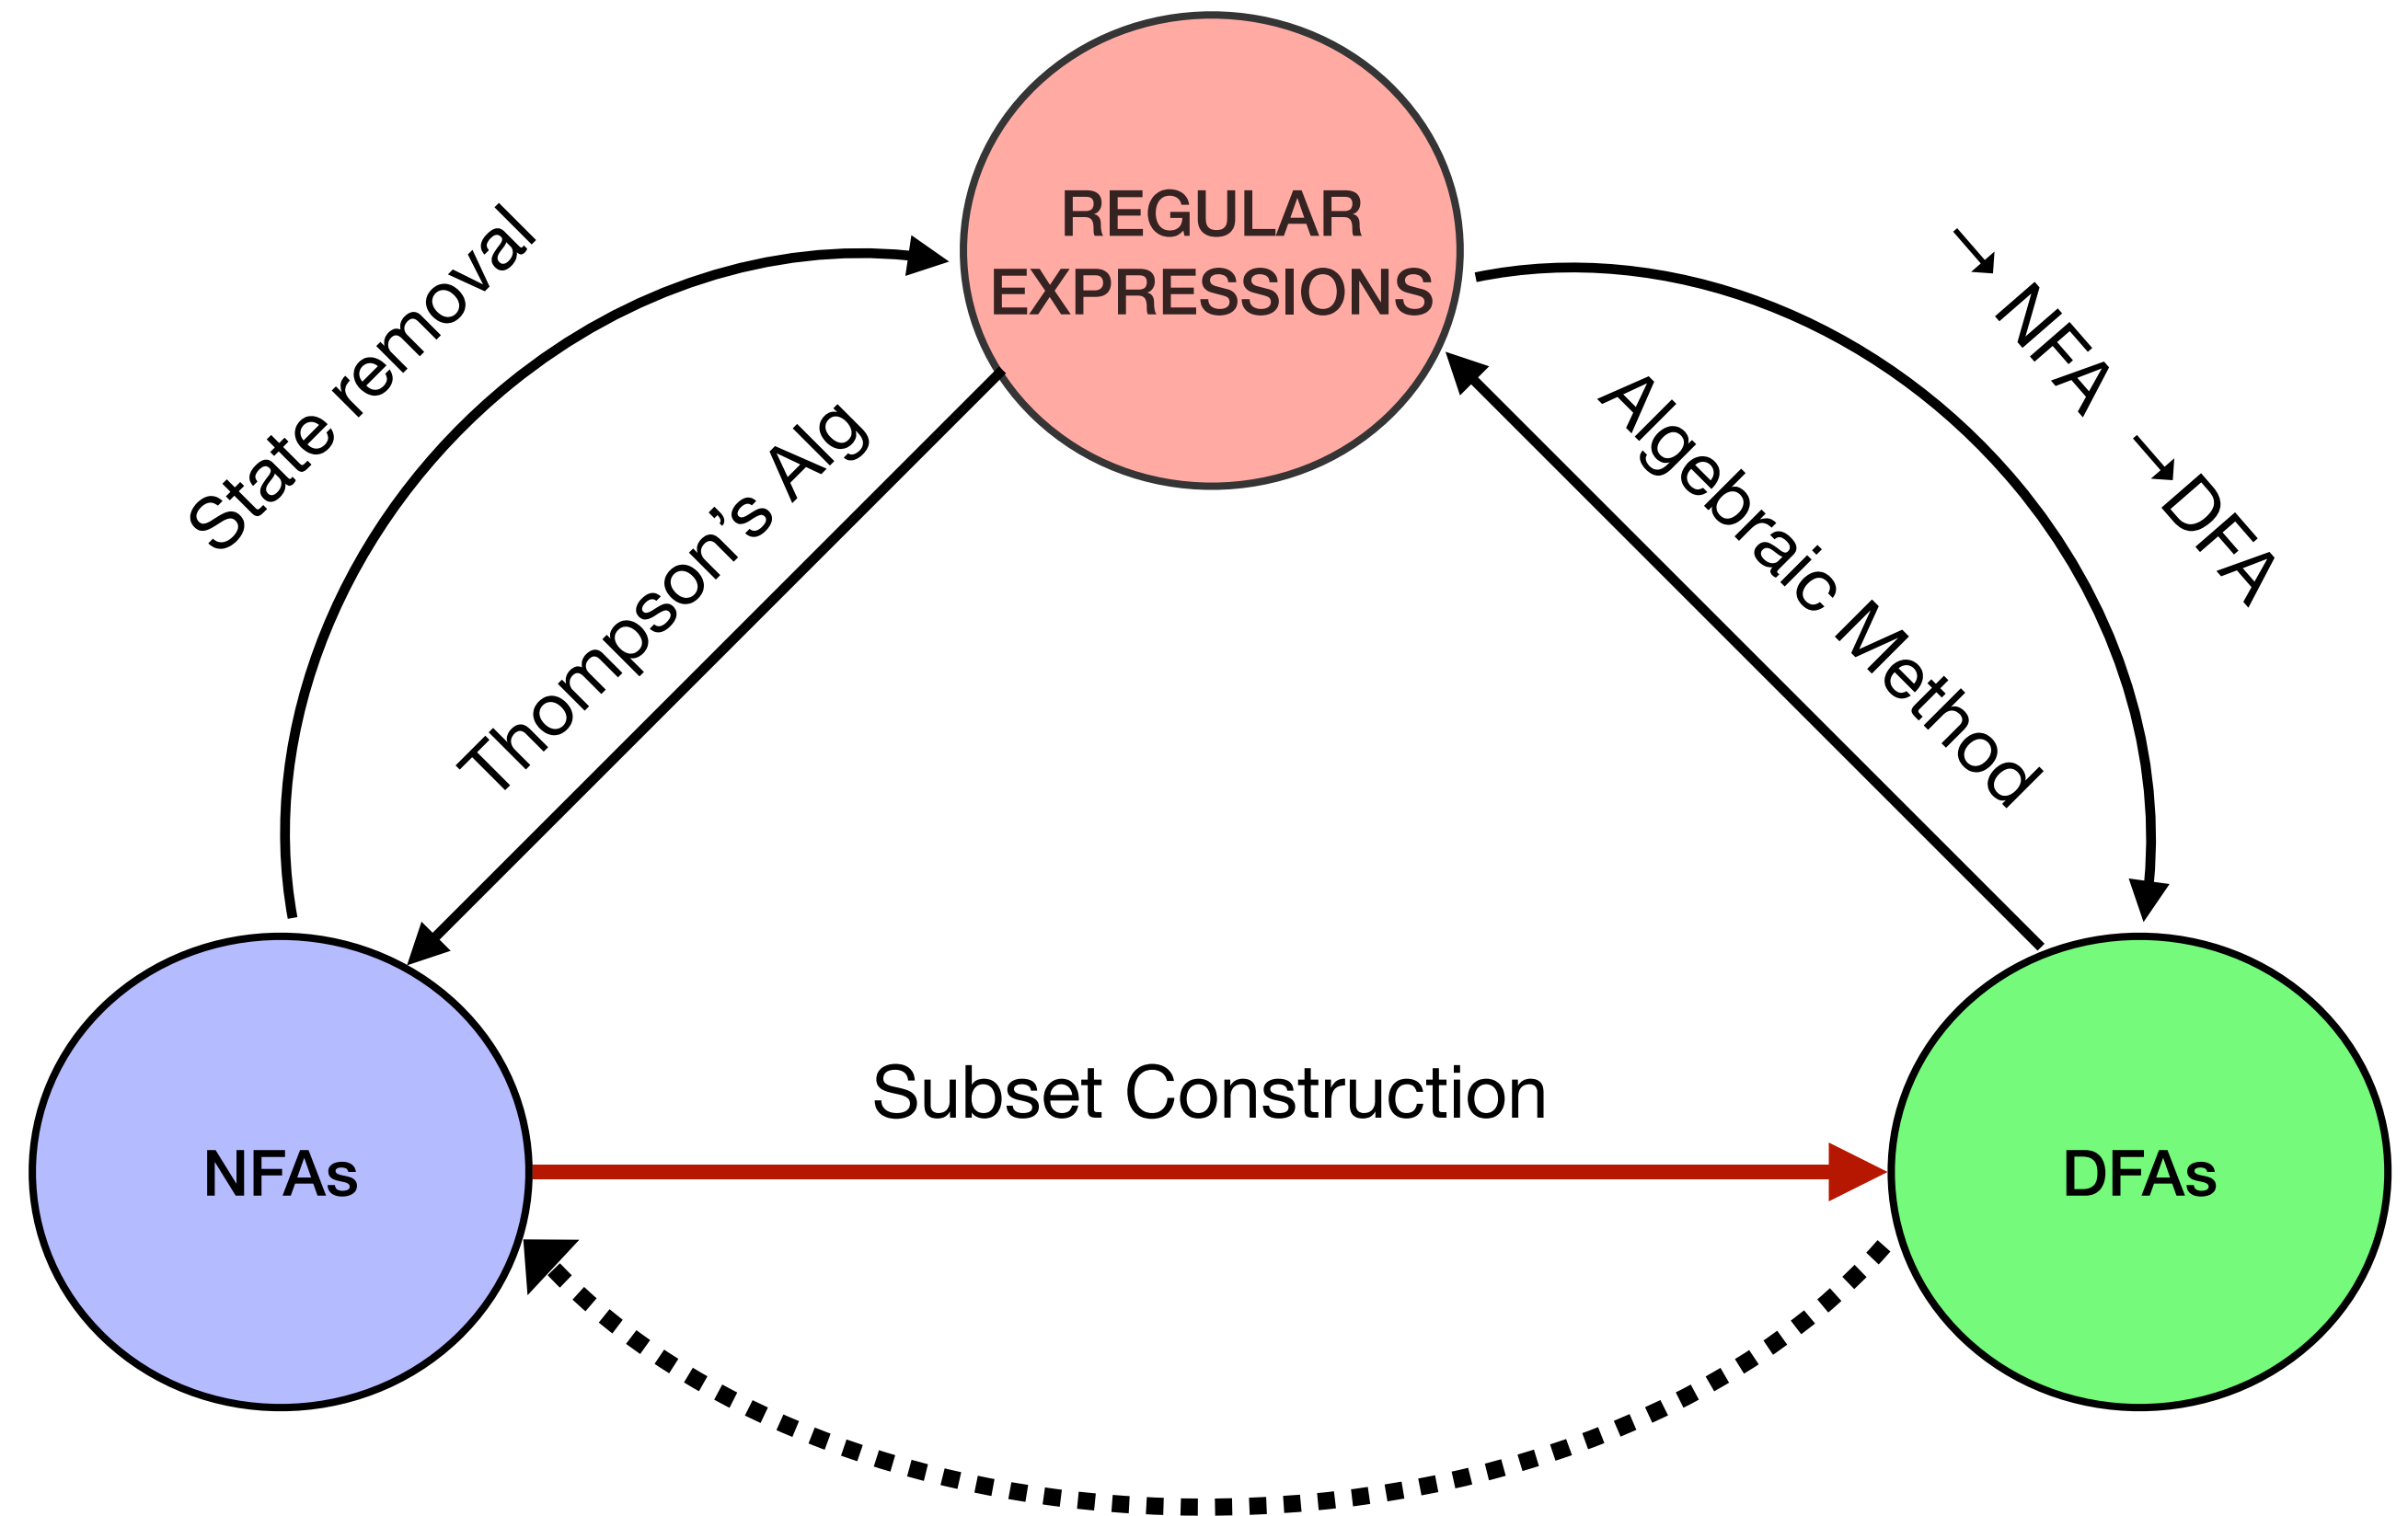 REGULAR
EXPRESSIONS
State removal
Thompson's Alg
→ NFA → DFA
Algebraic Method
Subset Construction
NFAs
DFAs